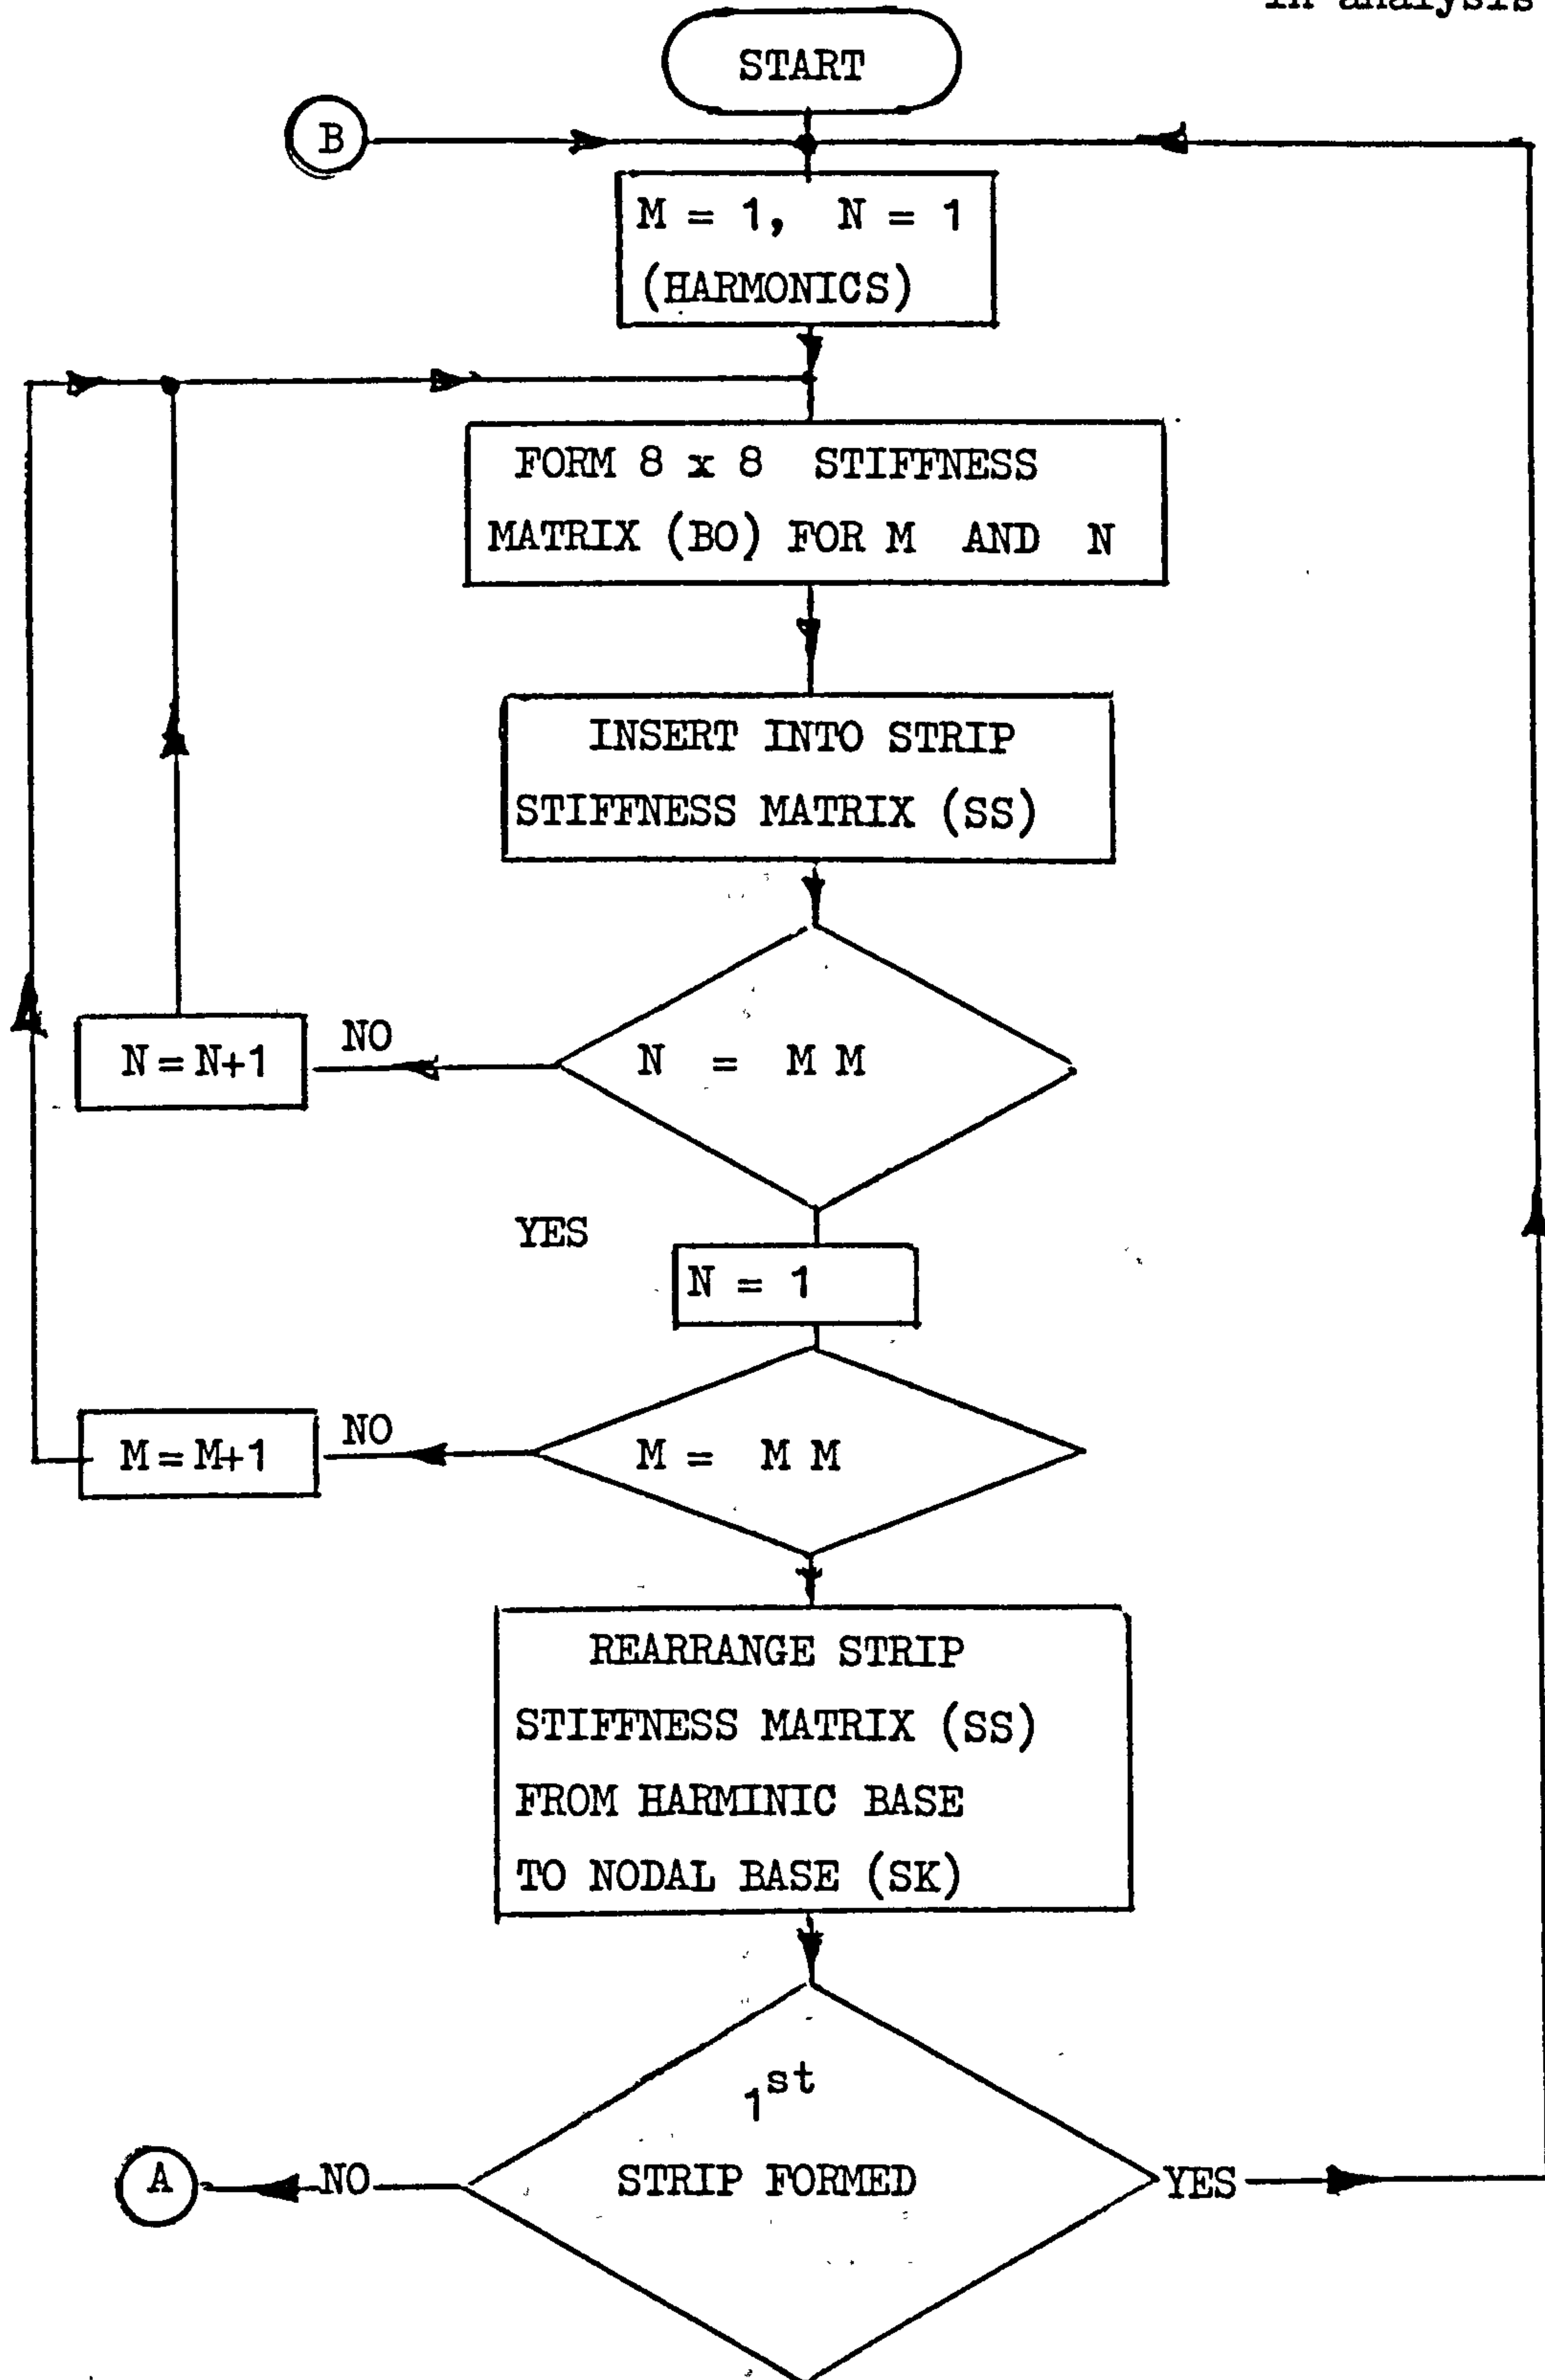 in analysis
START
B
M = 1, N = 1
(HARMONICS)
FORM 8 x 8 STIFFNESS
MATRIX (BO) FOR M AND N
INSERT INTO STRIP
STIFFNESS MATRIX (SS)
N = N+1
NO
N = M M
YES
N = 1
M = M+1
NO
M = M M
REARRANGE STRIP
STIFFNESS MATRIX (SS)
FROM HARMINIC BASE
TO NODAL BASE (SK)
1st
STRIP FORMED
A
NO
YES